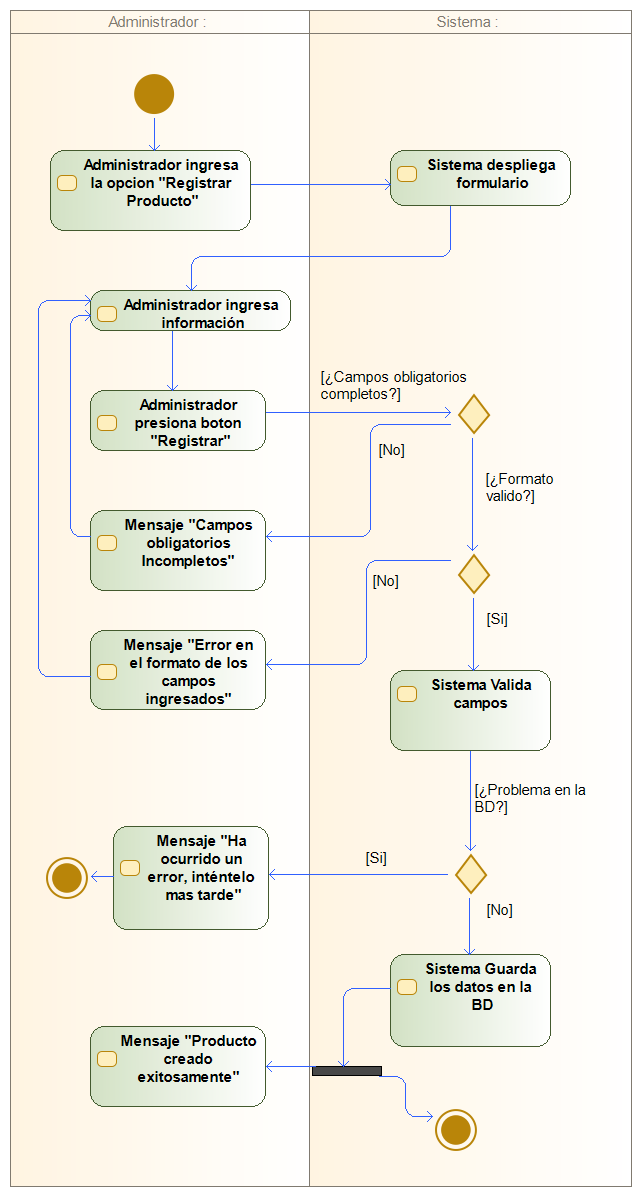 Administrador :
Sistema :
Administrador ingresa
la opcion "Registrar
Producto"
Sistema despliega
formulario
Administrador ingresa
información
[¿Campos obligatorios
completos?]
Administrador
presiona boton
"Registrar"
[No]
[¿Formato
valido?]
Mensaje "Campos
obligatorios
Incompletos"
[No]
[Si]
Mensaje "Error en
el formato de los
campos
ingresados"
Sistema Valida
campos
[¿Problema en la
BD?]
Mensaje "Ha
ocurrido un
error, inténtelo
mas tarde"
[Si]
[No]
Sistema Guarda
los datos en la
BD
Mensaje "Producto
creado
exitosamente"